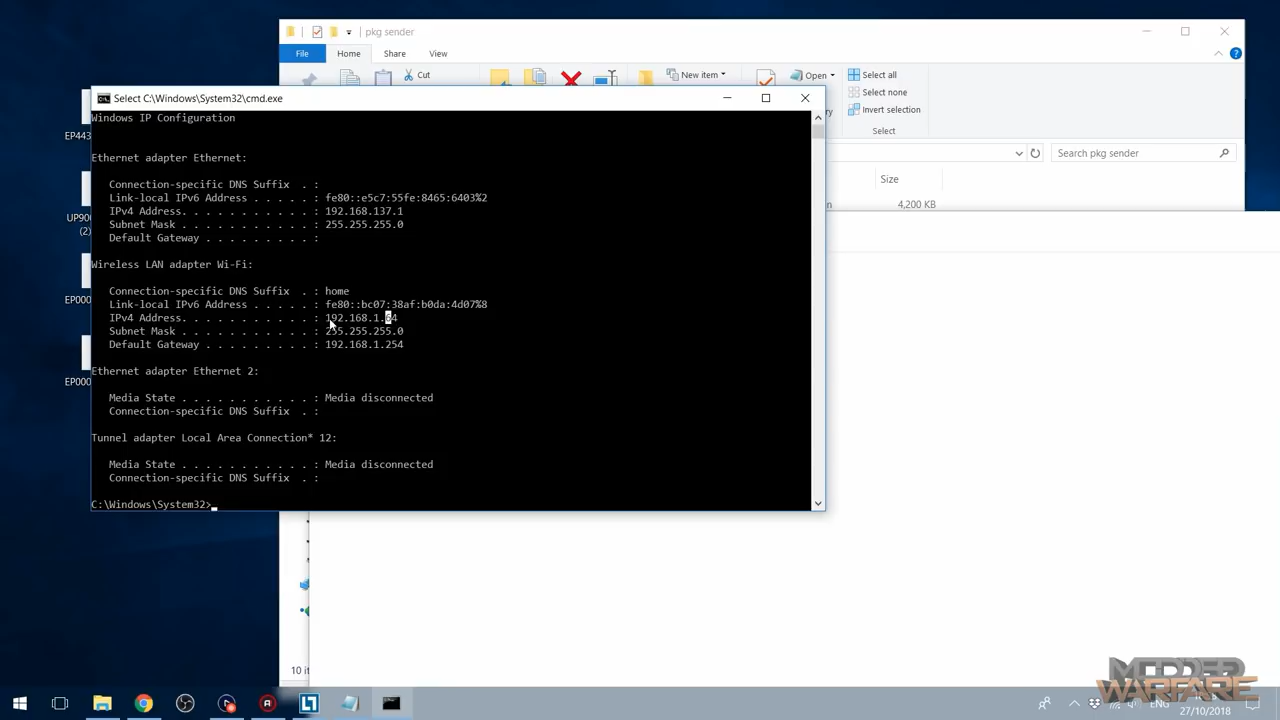 pkg sender
File
Home
Share
View
Cut
New item
Open
Select all
Select none
Invert selection
Select
Search pkg sender
Size
4,200 KB
10
EP443
UP900
(2)
EP000
EP000
Select C:\Windows\System32\cmd.exe
Windows IP Configuration
Ethernet adapter Ethernet:
Connection-specific DNS Suffix . :
Link-local IPv6 Address . . . . . : fe80::e5c7:55fe:8465:6403%2
IPv4 Address. . . . . . . . . . . : 192.168.137.1
Subnet Mask . . . . . . . . . . . : 255.255.255.0
Default Gateway . . . . . . . . . :
Wireless LAN adapter Wi-Fi:
Connection-specific DNS Suffix . : home
Link-local IPv6 Address . . . . . : fe80::bc07:38af:b0da:4d07%8
IPv4 Address. . . . . . . . . . . : 192.168.1.64
Subnet Mask . . . . . . . . . . . : 255.255.255.0
Default Gateway . . . . . . . . . : 192.168.1.254
Ethernet adapter Ethernet 2:
Media State . . . . . . . . . . . : Media disconnected
Connection-specific DNS Suffix . :
Tunnel adapter Local Area Connection* 12:
Media State . . . . . . . . . . . : Media disconnected
Connection-specific DNS Suffix . :
C:\Windows\System32>
MODDED
WARFARE
ENG
27/10/2018